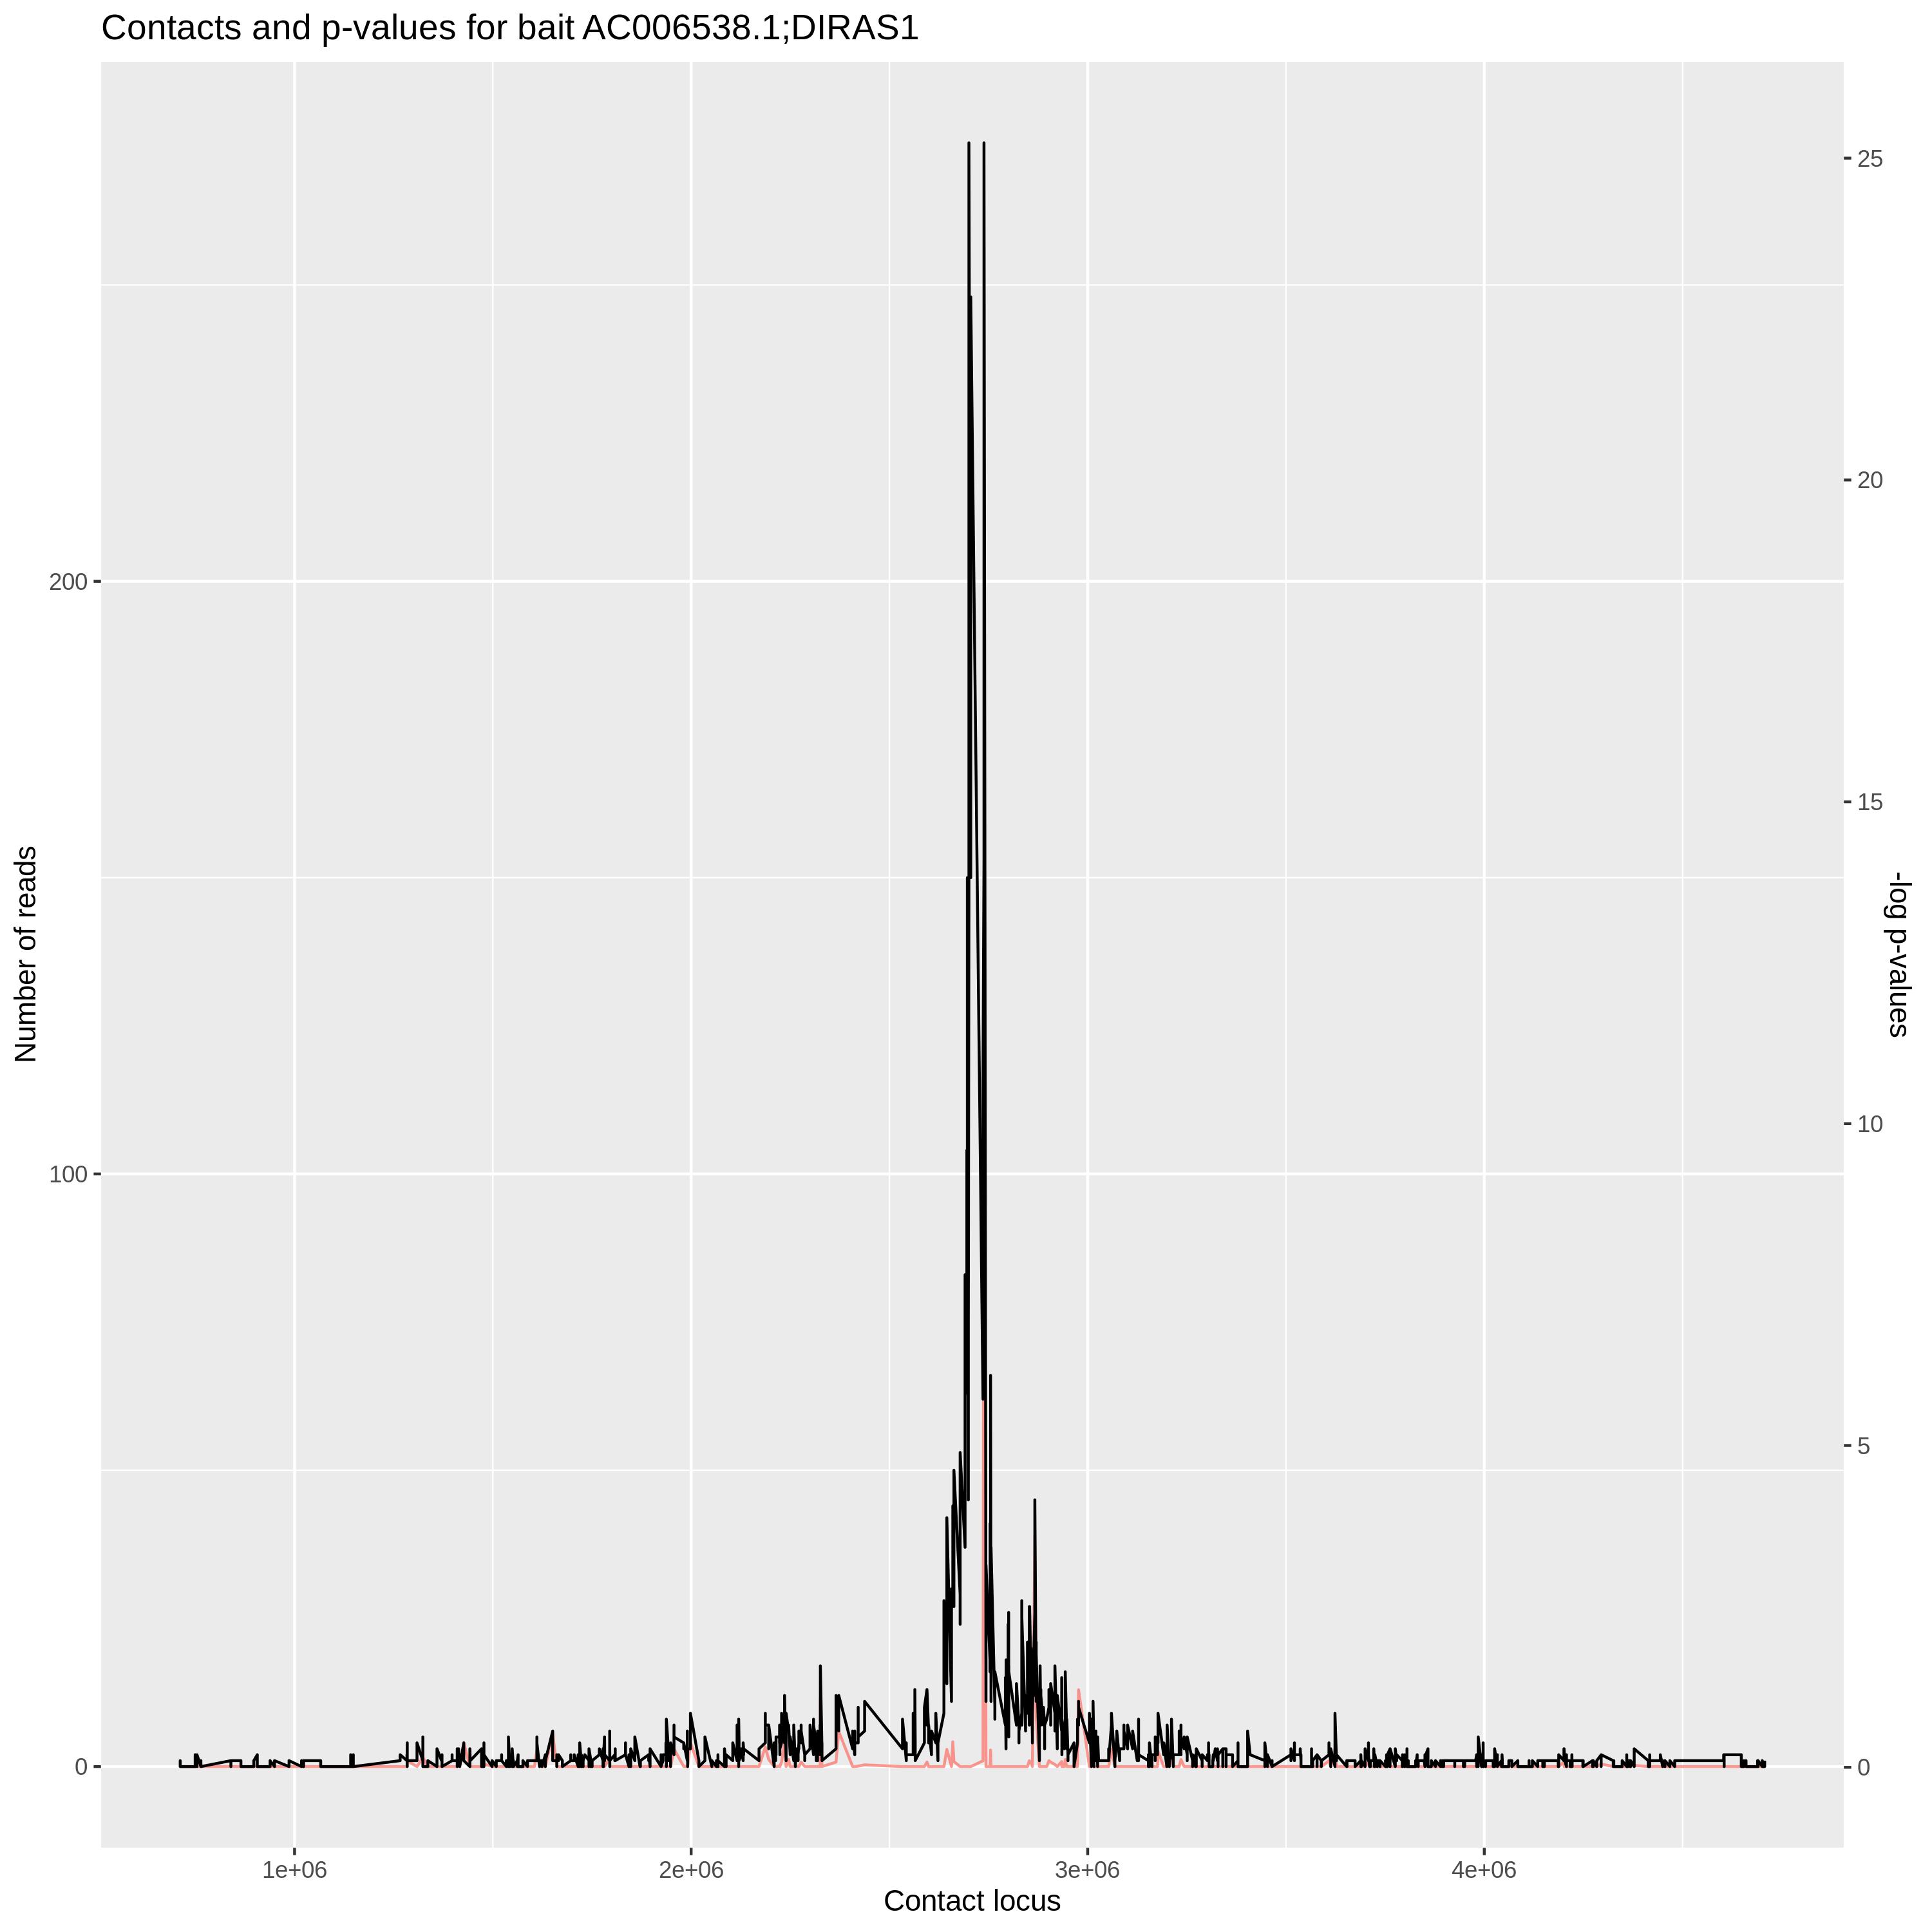 Contacts and p-values for bait AC006538.1;DIRAS1
Number of reads
200
100
0
25
20
15
10
5
0
-log p-values
1e+06 2e+06 3e+06 4e+06
Contact locus